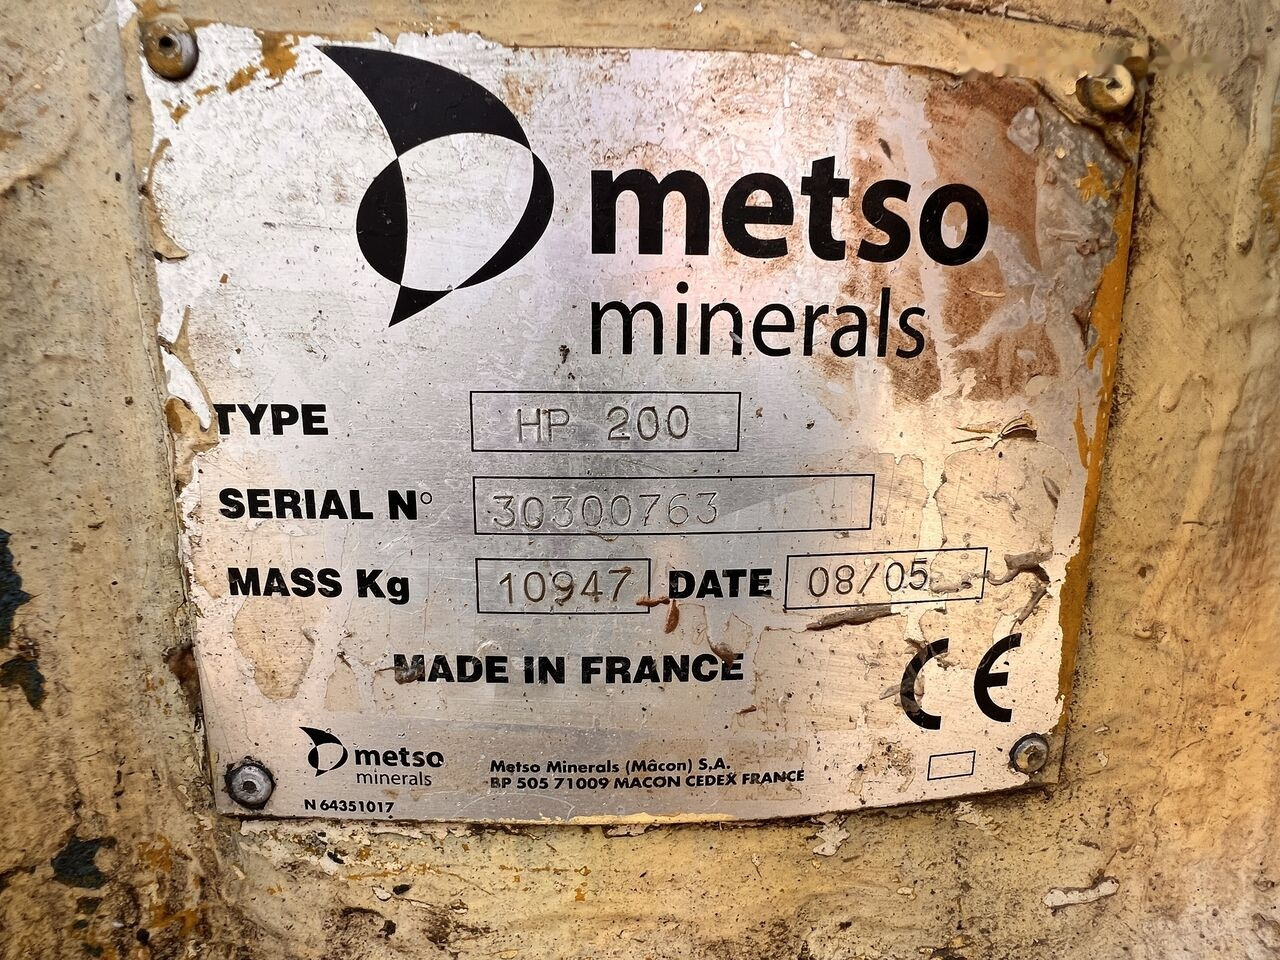 metso
minerals
TYPE HP 200
SERIAL N° 30300763
MASS Kg 10947 DATE 08/05
MADE IN FRANCE CE
metso
minerals
N 64351017
Metso Minerals (Mâcon) S.A.
BP 505 71009 MACON CEDEX FRANCE